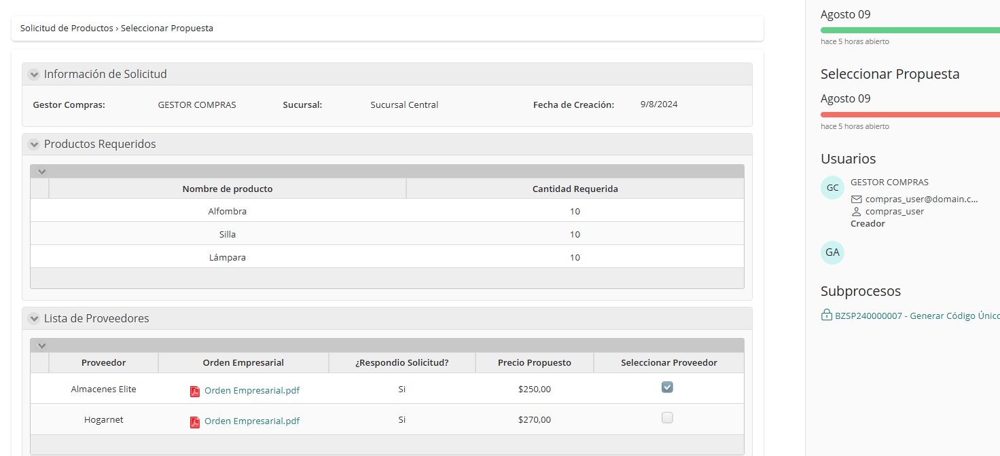 Solicitud de Productos › Seleccionar Propuesta
Información de Solicitud
Gestor Compras: GESTOR COMPRAS Sucursal: Sucursal Central Fecha de Creación: 9/8/2024
Productos Requeridos
Nombre de producto Cantidad Requerida
Alfombra 10
Silla 10
Lámpara 10
Lista de Proveedores
Proveedor Orden Empresarial ¿Respondio Solicitud? Precio Propuesto Seleccionar Proveedor
Almacenes Elite Orden Empresarial.pdf Si $250,00
Hogarnet Orden Empresarial.pdf Si $270,00
Agosto 09
hace 5 horas abierto
Seleccionar Propuesta
Agosto 09
hace 5 horas abierto
Usuarios
GC GESTOR COMPRAS
compras_user@domain.c...
compras_user
Creador
GA
Subprocesos
BZSP240000007 - Generar Código Único